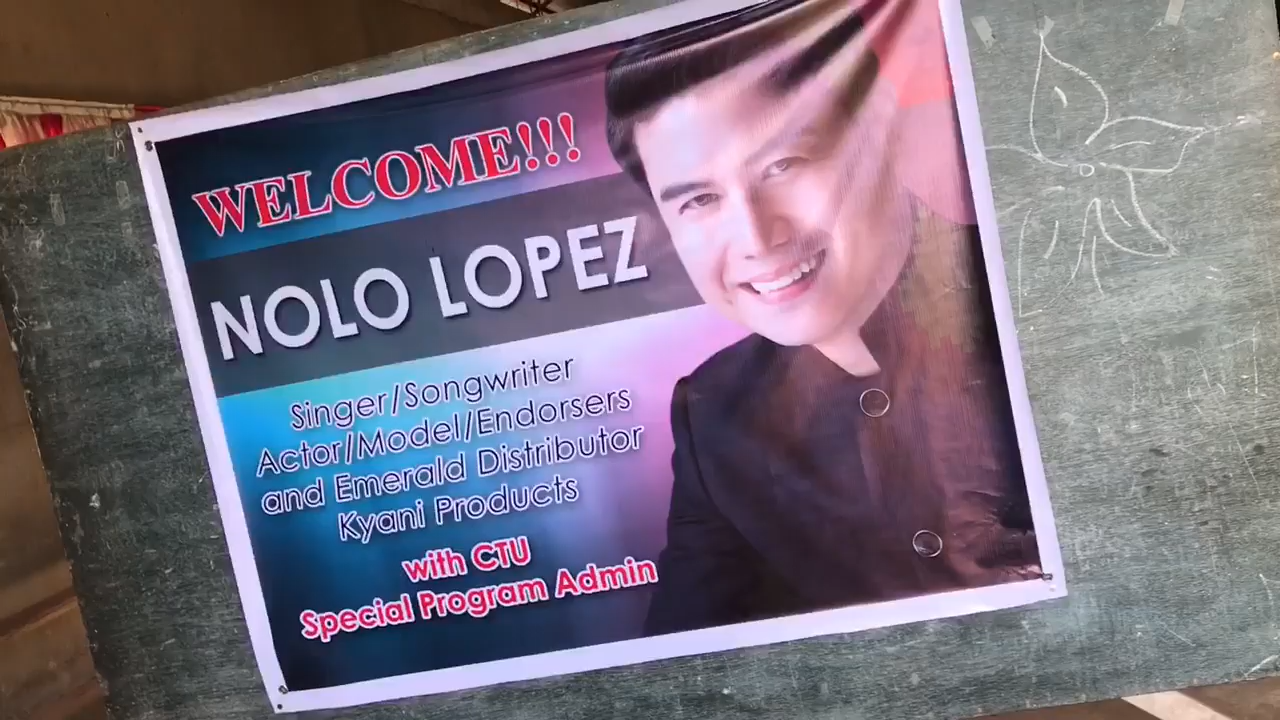 WELCOME!!!
NOLO LOPEZ
Singer/Songwriter
Actor/Model/Endorsers
and Emerald Distributor
Kyani Products
with CTU
Special Program Admin